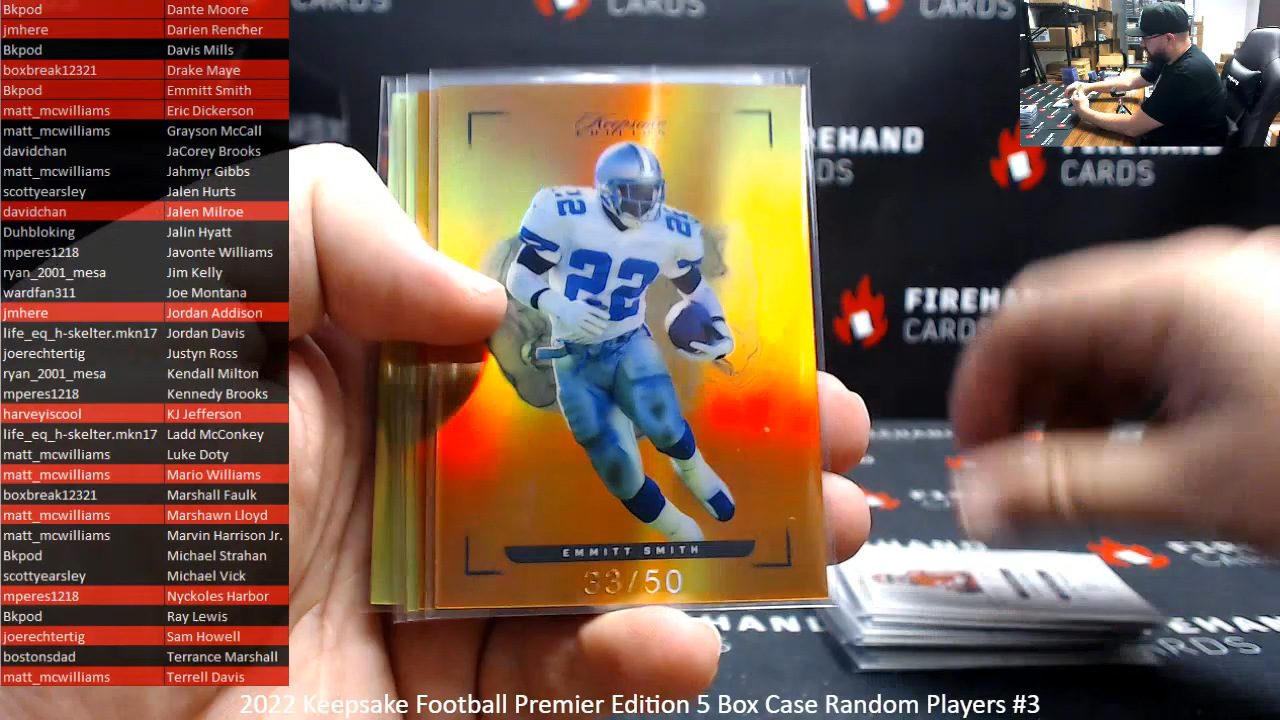 Bkpod Dante Moore
jmhere Darien Rencher
Bkpod Davis Mills
boxbreak12321 Drake Maye
Bkpod Emmitt Smith
matt_mcwilliams Eric Dickerson
matt_mcwilliams Grayson McCall
davidchan JaCorey Brooks
matt_mcwilliams Jahmyr Gibbs
scottyearsley Jalen Hurts
davidchan Jalen Milroe
Duhbloking Jalin Hyatt
mperes1218 Javonte Williams
ryan_2001_mesa Jim Kelly
wardfan311 Joe Montana
jmhere Jordan Addison
life_eq_h-skelter.mkn17 Jordan Davis
joerechtertig Justyn Ross
ryan_2001_mesa Kendall Milton
mperes1218 Kennedy Brooks
harveyiscool KJ Jefferson
life_eq_h-skelter.mkn17 Ladd McConkey
matt_mcwilliams Luke Doty
matt_mcwilliams Mario Williams
boxbreak12321 Marshall Faulk
matt_mcwilliams Marshawn Lloyd
matt_mcwilliams Marvin Harrison Jr.
Bkpod Michael Strahan
scottyearsley Michael Vick
mperes1218 Nyckoles Harbor
Bkpod Ray Lewis
joerechtertig Sam Howell
bostonsdad Terrance Marshall
matt_mcwilliams Terrell Davis
CARDS
CARDS
Keepsake
EDITION
22
22
22
EMMITT SMITH
33/50
FIREHAND
CARDS
FIREHAND
CARDS
2022 Keepsake Football Premier Edition 5 Box Case Random Players #3